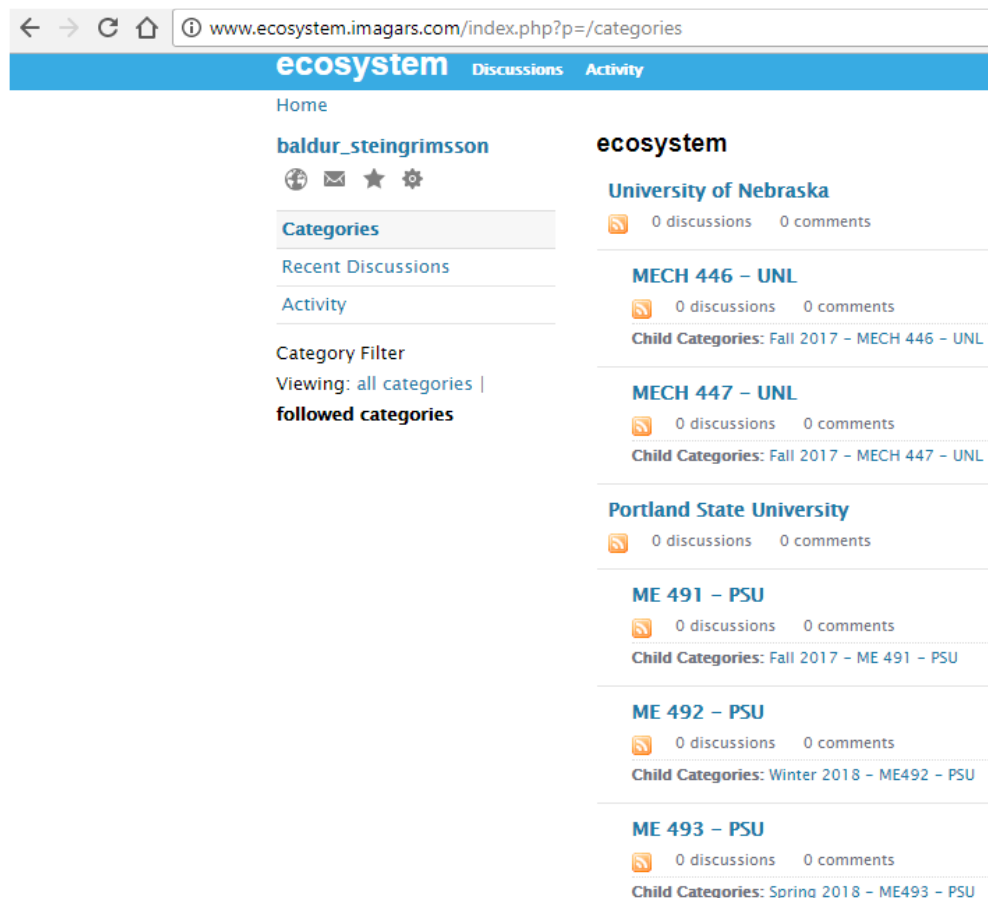 www.ecosystem.imagars.com/index.php?p=/categories
ecosystem Discussions Activity
Home
baldur_steingrimsson
Categories
Recent Discussions
Activity
Category Filter
Viewing: all categories |
followed categories
ecosystem
University of Nebraska
0 discussions 0 comments
MECH 446 – UNL
0 discussions 0 comments
Child Categories: Fall 2017 – MECH 446 – UNL
MECH 447 – UNL
0 discussions 0 comments
Child Categories: Fall 2017 – MECH 447 – UNL
Portland State University
0 discussions 0 comments
ME 491 – PSU
0 discussions 0 comments
Child Categories: Fall 2017 – ME 491 – PSU
ME 492 – PSU
0 discussions 0 comments
Child Categories: Winter 2018 – ME492 – PSU
ME 493 – PSU
0 discussions 0 comments
Child Categories: Spring 2018 – ME493 – PSU